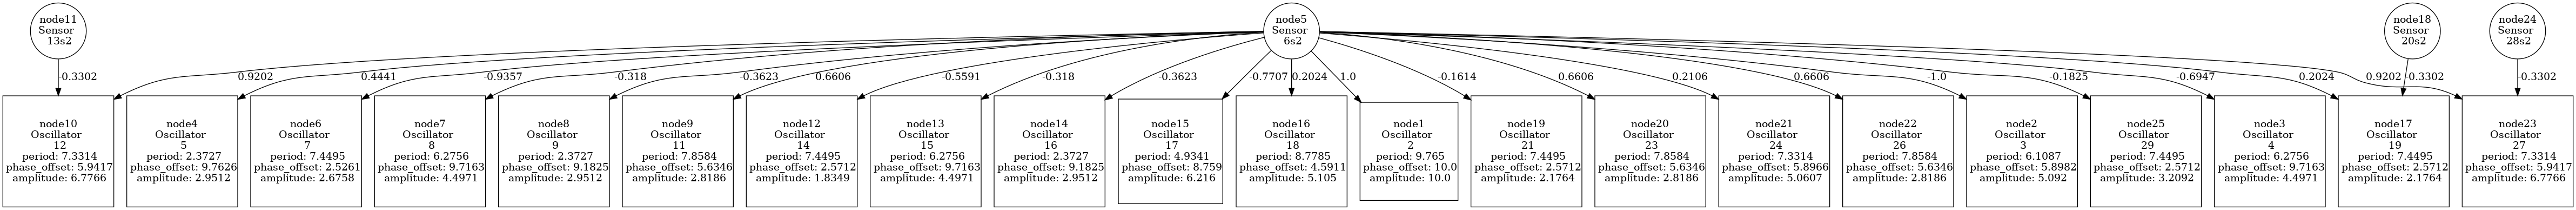 node11
Sensor
13s2
node5
Sensor
6s2
node18
Sensor
20s2
node24
Sensor
28s2
-0.3302
0.9202
0.4441
-0.9357
-0.318
-0.3623
0.6606
-0.5591
-0.318
-0.3623
-0.7707
0.2024
1.0
-0.1614
0.6606
0.2106
0.6606
-1.0
-0.1825
-0.6947
0.2024
-0.3302
0.9202
-0.3302
node10
Oscillator
12
period: 7.3314
phase_offset: 5.9417
amplitude: 6.7766
node4
Oscillator
5
period: 2.3727
phase_offset: 9.7626
amplitude: 2.9512
node6
Oscillator
7
period: 7.4495
phase_offset: 2.5261
amplitude: 2.6758
node7
Oscillator
8
period: 6.2756
phase_offset: 9.7163
amplitude: 4.4971
node8
Oscillator
9
period: 2.3727
phase_offset: 9.1825
amplitude: 2.9512
node9
Oscillator
11
period: 7.8584
phase_offset: 5.6346
amplitude: 2.8186
node12
Oscillator
14
period: 7.4495
phase_offset: 2.5712
amplitude: 1.8349
node13
Oscillator
15
period: 6.2756
phase_offset: 9.7163
amplitude: 4.4971
node14
Oscillator
16
period: 2.3727
phase_offset: 9.1825
amplitude: 2.9512
node15
Oscillator
17
period: 4.9341
phase_offset: 8.759
amplitude: 6.216
node16
Oscillator
18
period: 8.7785
phase_offset: 4.5911
amplitude: 5.105
node1
Oscillator
2
period: 9.765
phase_offset: 10.0
amplitude: 10.0
node19
Oscillator
21
period: 7.4495
phase_offset: 2.5712
amplitude: 2.1764
node20
Oscillator
23
period: 7.8584
phase_offset: 5.6346
amplitude: 2.8186
node21
Oscillator
24
period: 7.3314
phase_offset: 5.8966
amplitude: 5.0607
node22
Oscillator
26
period: 7.8584
phase_offset: 5.6346
amplitude: 2.8186
node2
Oscillator
3
period: 6.1087
phase_offset: 5.8982
amplitude: 5.092
node25
Oscillator
29
period: 7.4495
phase_offset: 2.5712
amplitude: 3.2092
node3
Oscillator
4
period: 6.2756
phase_offset: 9.7163
amplitude: 4.4971
node17
Oscillator
19
period: 7.4495
phase_offset: 2.5712
amplitude: 2.1764
node23
Oscillator
27
period: 7.3314
phase_offset: 5.9417
amplitude: 6.7766